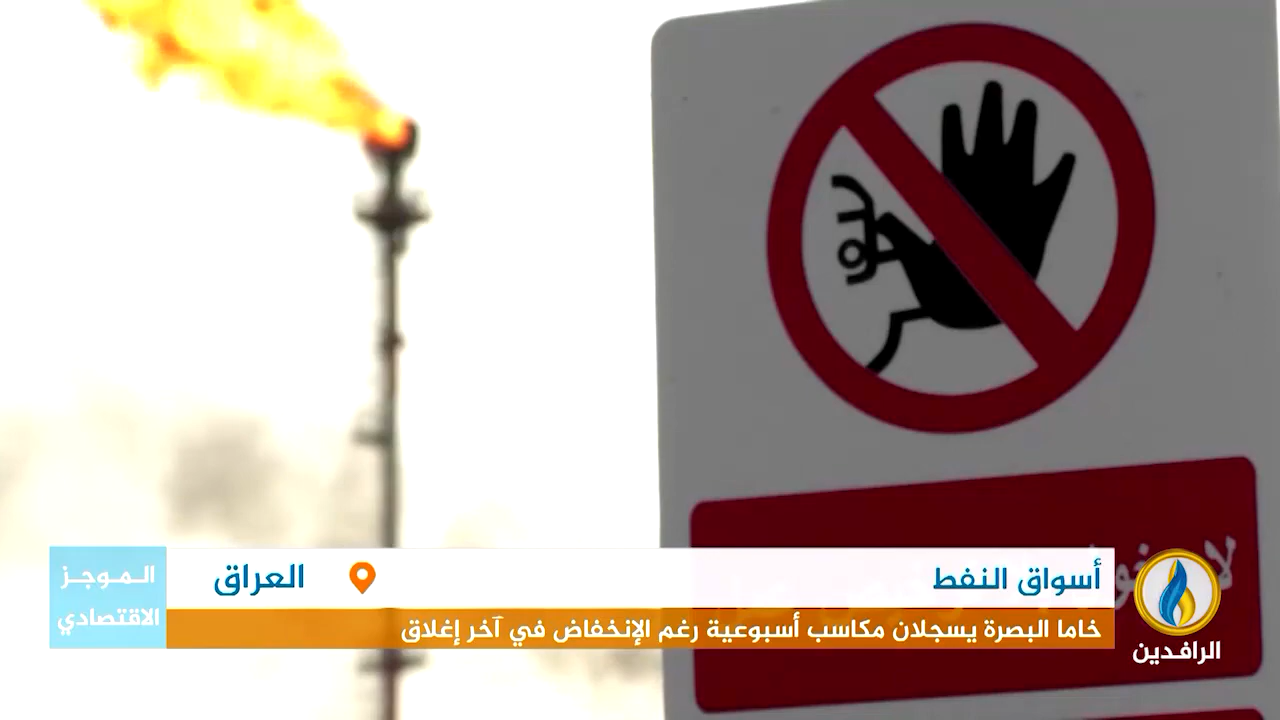 أسواق النفط
العراق
خاما البصرة يسجلان مكاسب أسبوعية رغم الإنخفاض في آخر إغلاق
الـمـوجـز
الاقتصادي
الرافـدين